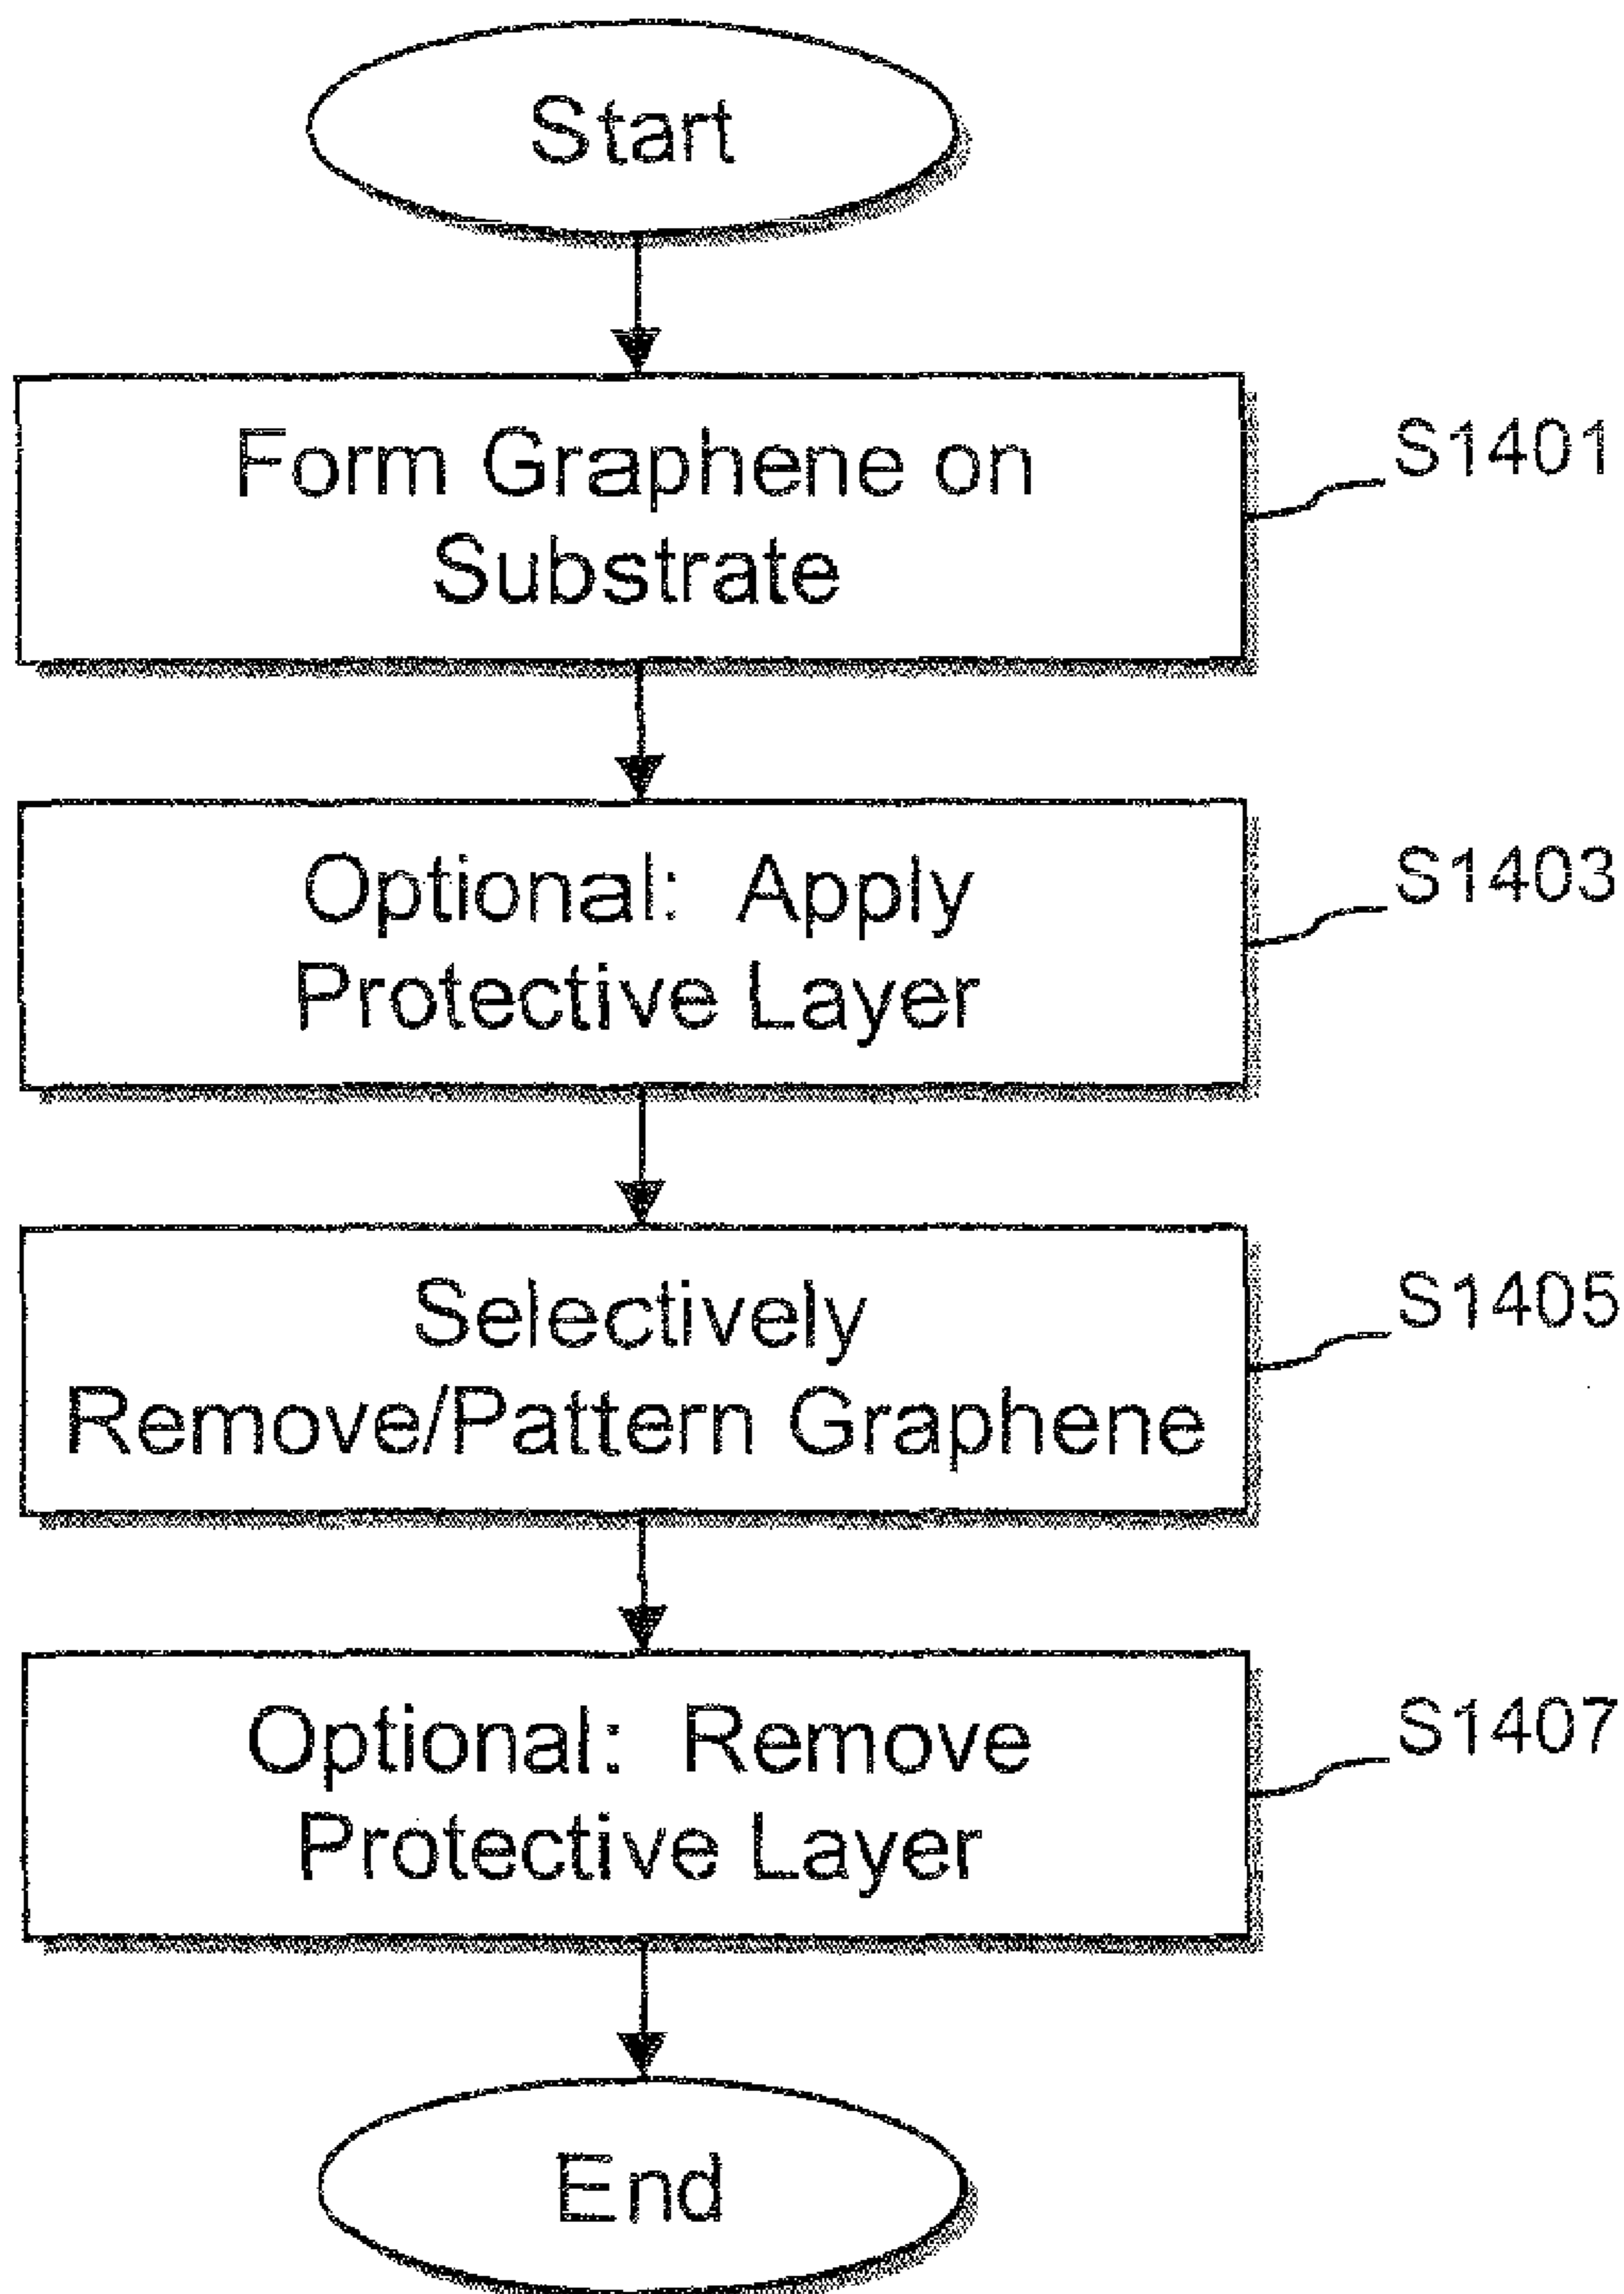 Start
Form Graphene on
Substrate
S1401
Optional: Apply
Protective Layer
S1403
Selectively
Remove/Pattern Graphene
S1405
Optional: Remove
Protective Layer
S1407
End